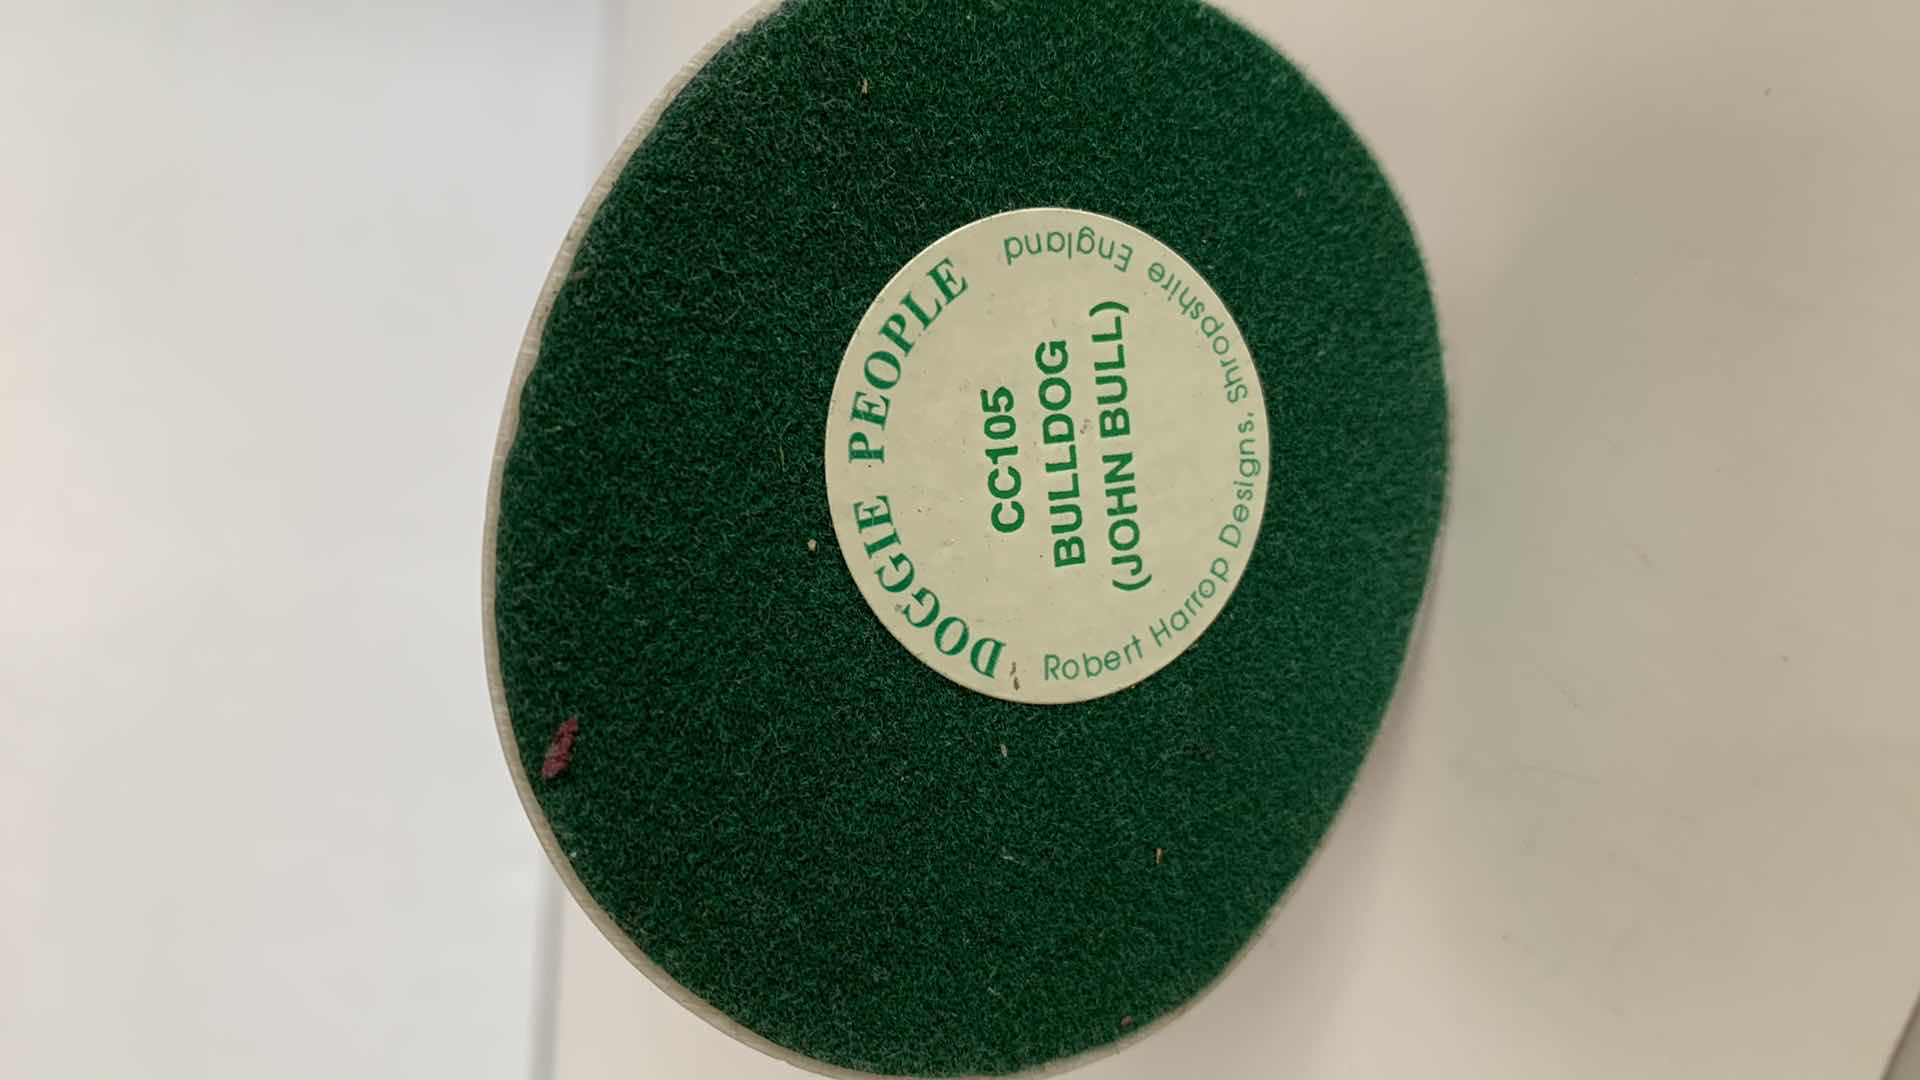 DOGGIE PEOPLE
CC105
BULLDOG
(JOHN BULL)
Robert Harrop Designs, Shropshire England